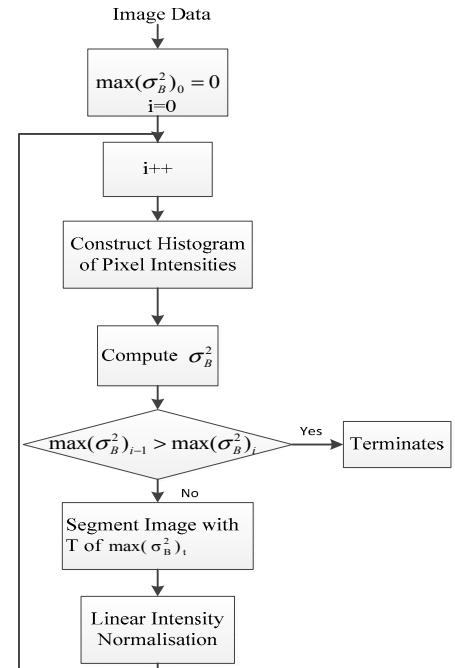 Image Data
max(σ_B^2)_0 = 0
i=0
i++
Construct Histogram
of Pixel Intensities
Compute σ_B^2
max(σ_B^2)_{i−1} > max(σ_B^2)_i
Yes
Terminates
No
Segment Image with
T of max(σ_B^2)_t
Linear Intensity
Normalisation